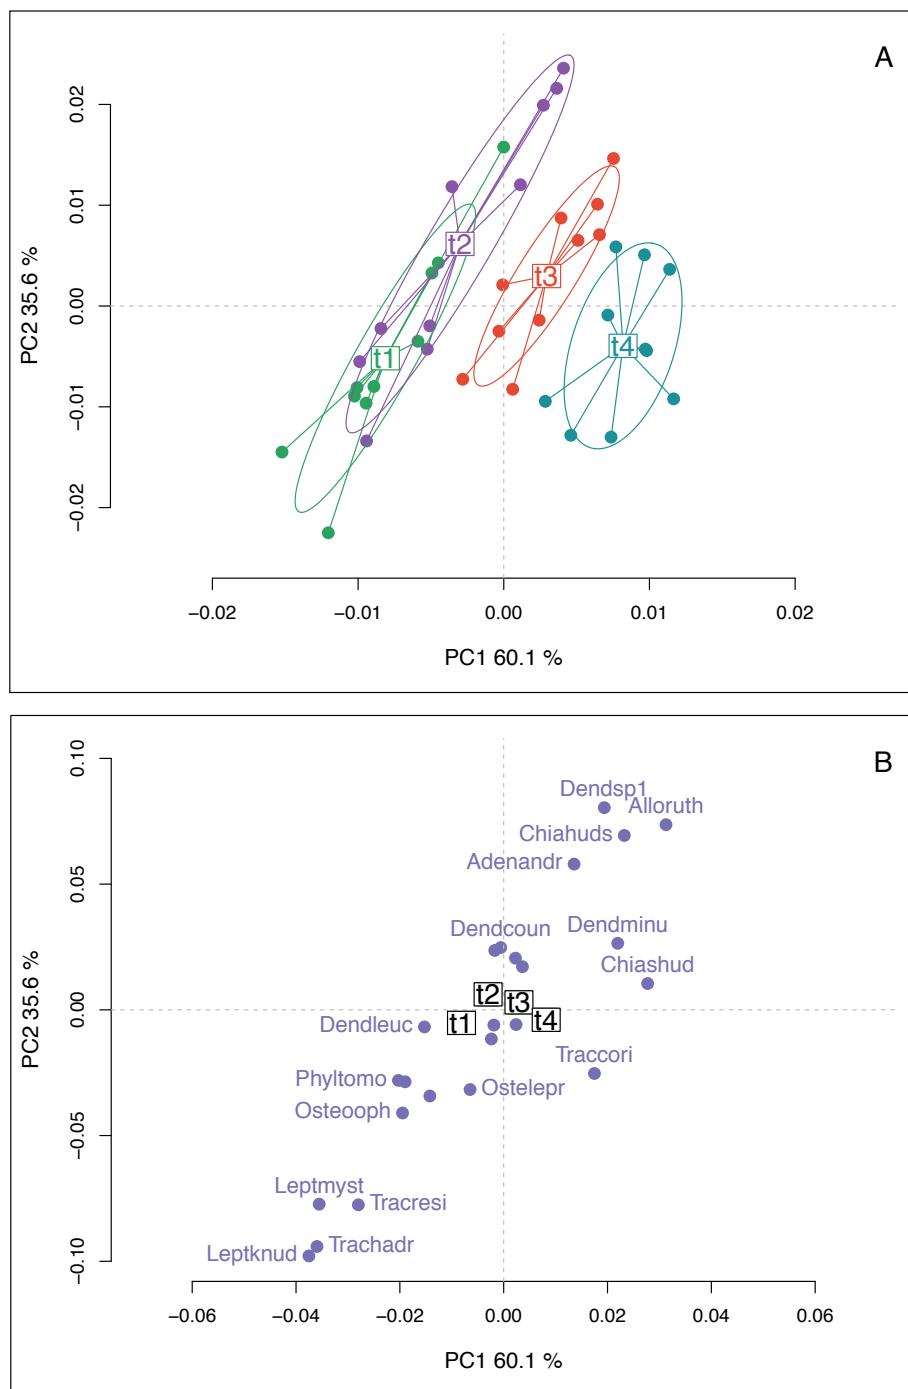 A
0.02
0.01
0.00
−0.01
−0.02
PC2 35.6 %
t2
t3
t4
t1
−0.02
−0.01
0.00
0.01
0.02
PC1 60.1 %
B
0.10
0.05
0.00
−0.05
−0.10
PC2 35.6 %
Dendsp1
Alloruth
Chiahuds
Adenandr
Dendcoun
Dendminu
Chiashud
t2
t3
t4
t1
Dendleuc
Traccori
Phyltomo
Ostelepr
Osteooph
Leptmyst
Tracresi
Trachadr
Leptknud
−0.06
−0.04
−0.02
0.00
0.02
0.04
0.06
PC1 60.1 %